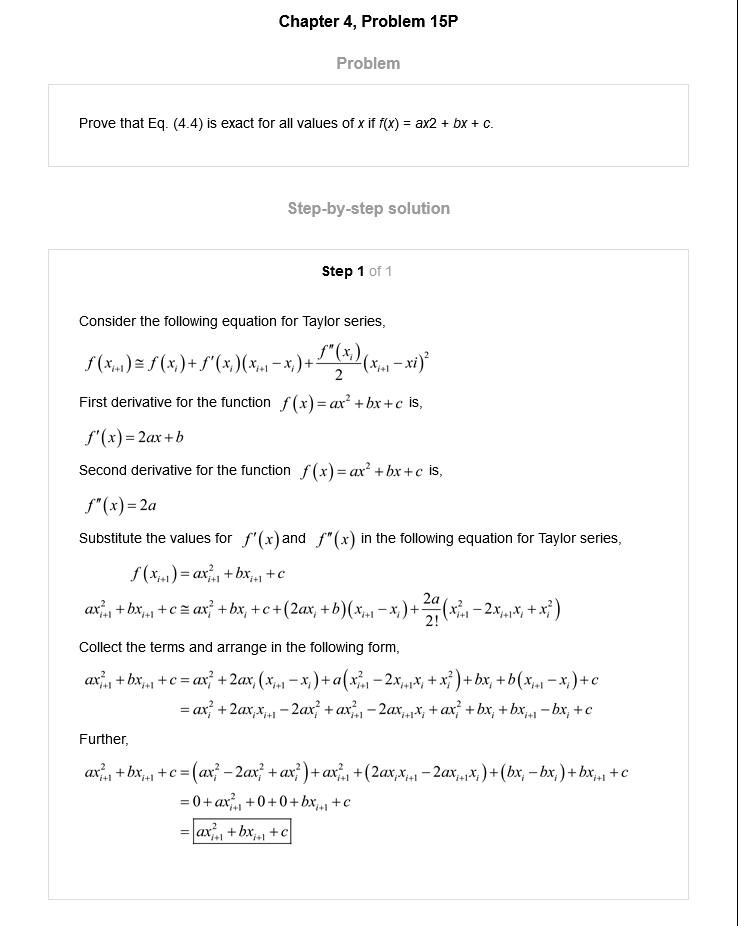 Chapter 4, Problem 15P
Problem
Prove that Eq. (4.4) is exact for all values of x if f(x) = ax2 + bx + c.
Step-by-step solution
Step 1 of 1
Consider the following equation for Taylor series,
f(x_{i+1}) ≅ f(x_i) + f'(x_i)(x_{i+1} − x_i) + \frac{f''(x_i)}{2}(x_{i+1} − xi)^2
First derivative for the function f(x) = ax^2 + bx + c is,
f'(x) = 2ax + b
Second derivative for the function f(x) = ax^2 + bx + c is,
f''(x) = 2a
Substitute the values for f'(x) and f''(x) in the following equation for Taylor series,
f(x_{i+1}) = ax_{i+1}^2 + bx_{i+1} + c
ax_{i+1}^2 + bx_{i+1} + c ≅ ax_i^2 + bx_i + c + (2ax_i + b)(x_{i+1} − x_i) + \frac{2a}{2!}(x_{i+1}^2 − 2x_{i+1}x_i + x_i^2)
Collect the terms and arrange in the following form,
ax_{i+1}^2 + bx_{i+1} + c = ax_i^2 + 2ax_i(x_{i+1} − x_i) + a(x_{i+1}^2 − 2x_{i+1}x_i + x_i^2) + bx_i + b(x_{i+1} − x_i) + c
= ax_i^2 + 2ax_ix_{i+1} − 2ax_i^2 + ax_{i+1}^2 − 2ax_{i+1}x_i + ax_i^2 + bx_i + bx_{i+1} − bx_i + c
Further,
ax_{i+1}^2 + bx_{i+1} + c = (ax_i^2 − 2ax_i^2 + ax_i^2) + ax_{i+1}^2 + (2ax_ix_{i+1} − 2ax_{i+1}x_i) + (bx_i − bx_i) + bx_{i+1} + c
= 0 + ax_{i+1}^2 + 0 + 0 + bx_{i+1} + c
= ax_{i+1}^2 + bx_{i+1} + c